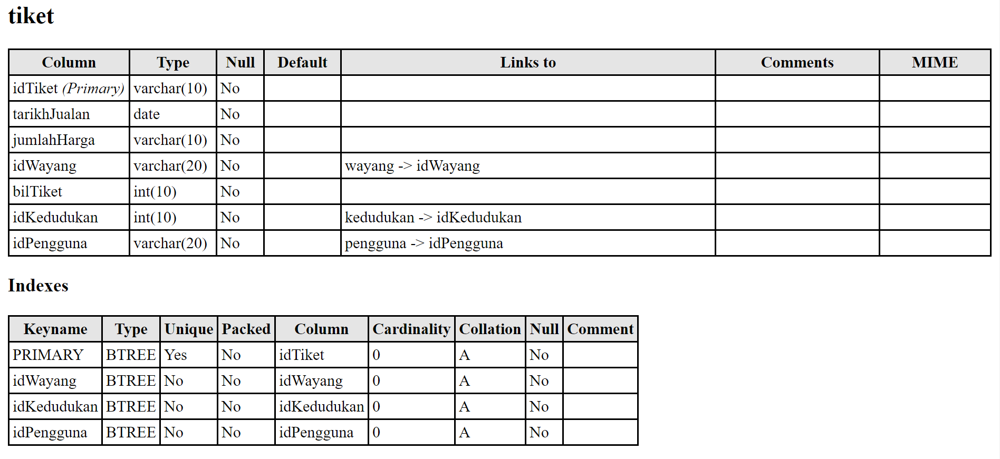 tiket
Column Type Null Default Links to Comments MIME
idTiket (Primary) varchar(10) No
tarikhJualan date No
jumlahHarga varchar(10) No
idWayang varchar(20) No wayang -> idWayang
bilTiket int(10) No
idKedudukan int(10) No kedudukan -> idKedudukan
idPengguna varchar(20) No pengguna -> idPengguna
Indexes
Keyname Type Unique Packed Column Cardinality Collation Null Comment
PRIMARY BTREE Yes No idTiket 0 A No
idWayang BTREE No No idWayang 0 A No
idKedudukan BTREE No No idKedudukan 0 A No
idPengguna BTREE No No idPengguna 0 A No